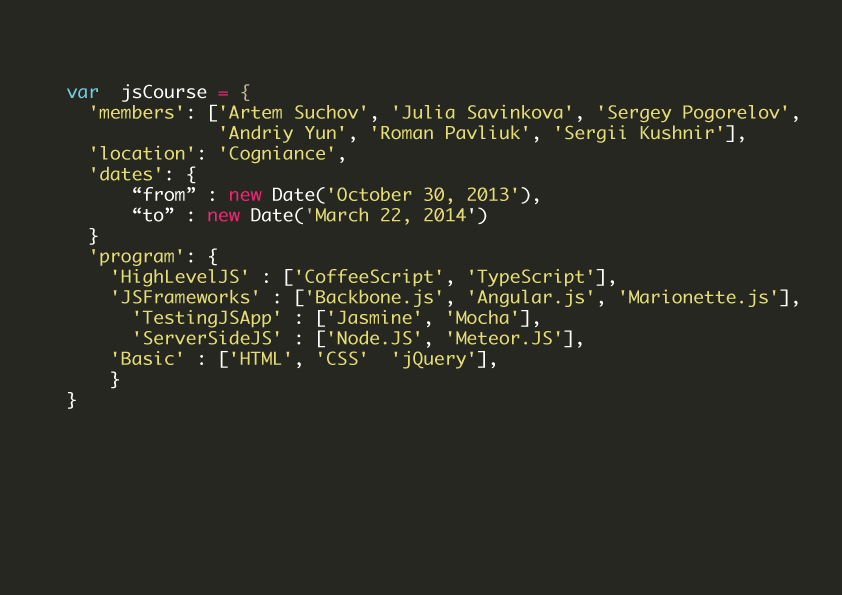 var  jsCourse = {
  'members': ['Artem Suchov', 'Julia Savinkova', 'Sergey Pogorelov',
              'Andriy Yun', 'Roman Pavliuk', 'Sergii Kushnir'],
  'location': 'Cogniance',
  'dates': {
      “from” : new Date('October 30, 2013'),
      “to” : new Date('March 22, 2014')
  }
  'program': {
    'HighLevelJS' : ['CoffeeScript', 'TypeScript'],
    'JSFrameworks' : ['Backbone.js', 'Angular.js', 'Marionette.js'],
      'TestingJSApp' : ['Jasmine', 'Mocha'],
      'ServerSideJS' : ['Node.JS', 'Meteor.JS'],
    'Basic' : ['HTML', 'CSS'  'jQuery'],
    }
}